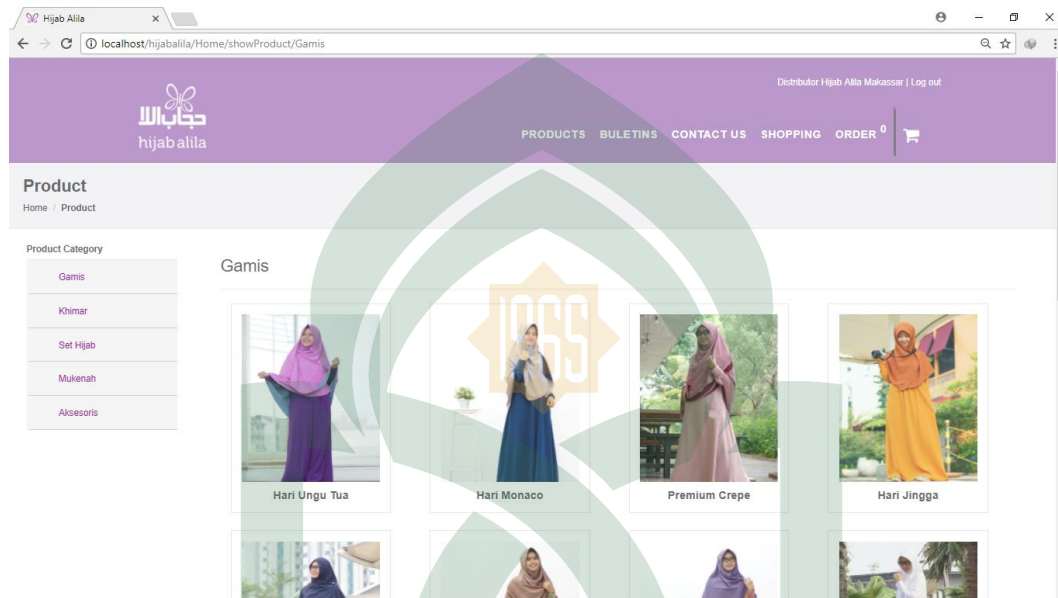 Hijab Alila
localhost/hijabalila/Home/showProduct/Gamis
Distributor Hijab Alila Makassar | Log out
حجاب اللا
hijab alila
PRODUCTS BULETINS CONTACT US SHOPPING ORDER 0
Product
Home / Product
Product Category
Gamis
Khimar
Set Hijab
Mukenah
Aksesoris
Gamis
1965
Hari Ungu Tua
Hari Monaco
Premium Crepe
Hari Jingga